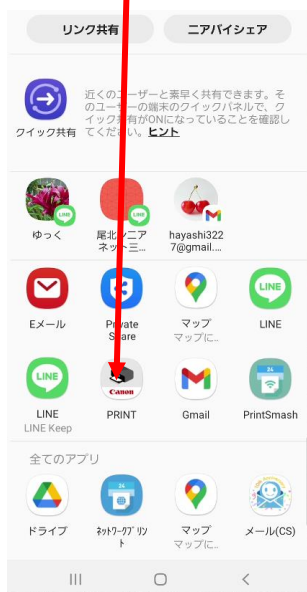 リンク共有
ニアバイシェア
近くのユーザーと素早く共有できます。そ
のユーザーの端末のクイックパネルで、ク
イック共有がONになっていることを確認し
てください。ヒント
クイック共有
LINE
LINE
ゆっく
尾北シニア
ネット三...
hayashi322
7@gmail....
LINE
Eメール
Private
Share
マップ
マップに..
LINE
LINE
Canon
LINE
LINE Keep
PRINT
Gmail
24
PrintSmash
全てのアプリ
24
ドライブ
ネットワークプリン
ト
マップ
マップに..
メール(CS)